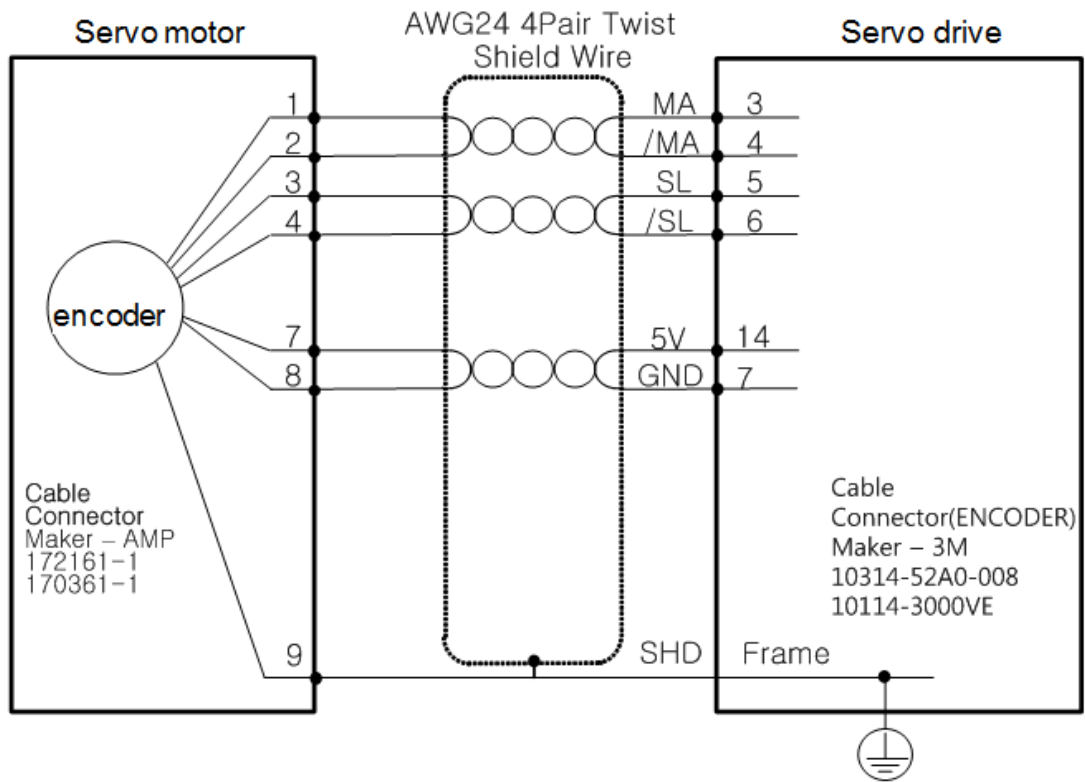 Servo motor
AWG24 4Pair Twist
Shield Wire
Servo drive
1 MA 3
2 /MA 4
3 SL 5
4 /SL 6
encoder
7 5V 14
8 GND 7
Cable
Connector
Maker – AMP
172161-1
170361-1
Cable
Connector(ENCODER)
Maker – 3M
10314-52A0-008
10114-3000VE
9 SHD Frame